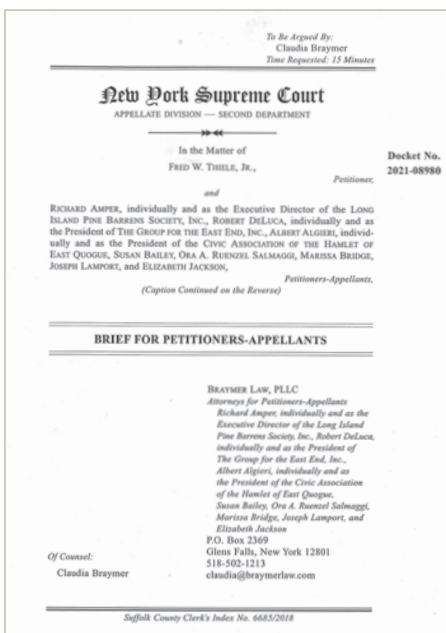 To Be Argued By:
Claudia Braymer
Time Requested: 15 Minutes
New York Supreme Court
APPELLATE DIVISION — SECOND DEPARTMENT
In the Matter of
FRED W. THIELE, JR.,
Petitioner,
and
RICHARD AMPER, individually and as the Executive Director of the LONG
ISLAND PINE BARRENS SOCIETY, INC., ROBERT DELUCA, individually and as
the President of THE GROUP FOR THE EAST END, INC., ALBERT ALGIERI, individ-
ually and as the President of the CIVIC ASSOCIATION OF THE HAMLET OF
EAST QUOGUE, SUSAN BAILEY, ORA A. RUENZEL SALMAGGI, MARISSA BRIDGE,
JOSEPH LAMPORT, and ELIZABETH JACKSON,
Petitioners-Appellants,
(Caption Continued on the Reverse)
Docket No.
2021-08980
BRIEF FOR PETITIONERS-APPELLANTS
BRAYMER LAW, PLLC
Attorneys for Petitioners-Appellants
Richard Amper, individually and as the
Executive Director of the Long Island
Pine Barrens Society, Inc., Robert DeLuca,
individually and as the President of
The Group for the East End, Inc.,
Albert Algieri, individually and as
the President of the Civic Association
of the Hamlet of East Quogue,
Susan Bailey, Ora A. Ruenzel Salmaggi,
Marissa Bridge, Joseph Lamport, and
Elizabeth Jackson
P.O. Box 2369
Glens Falls, New York 12801
518-502-1213
claudia@braymerlaw.com
Of Counsel:
Claudia Braymer
Suffolk County Clerk's Index No. 6685/2018